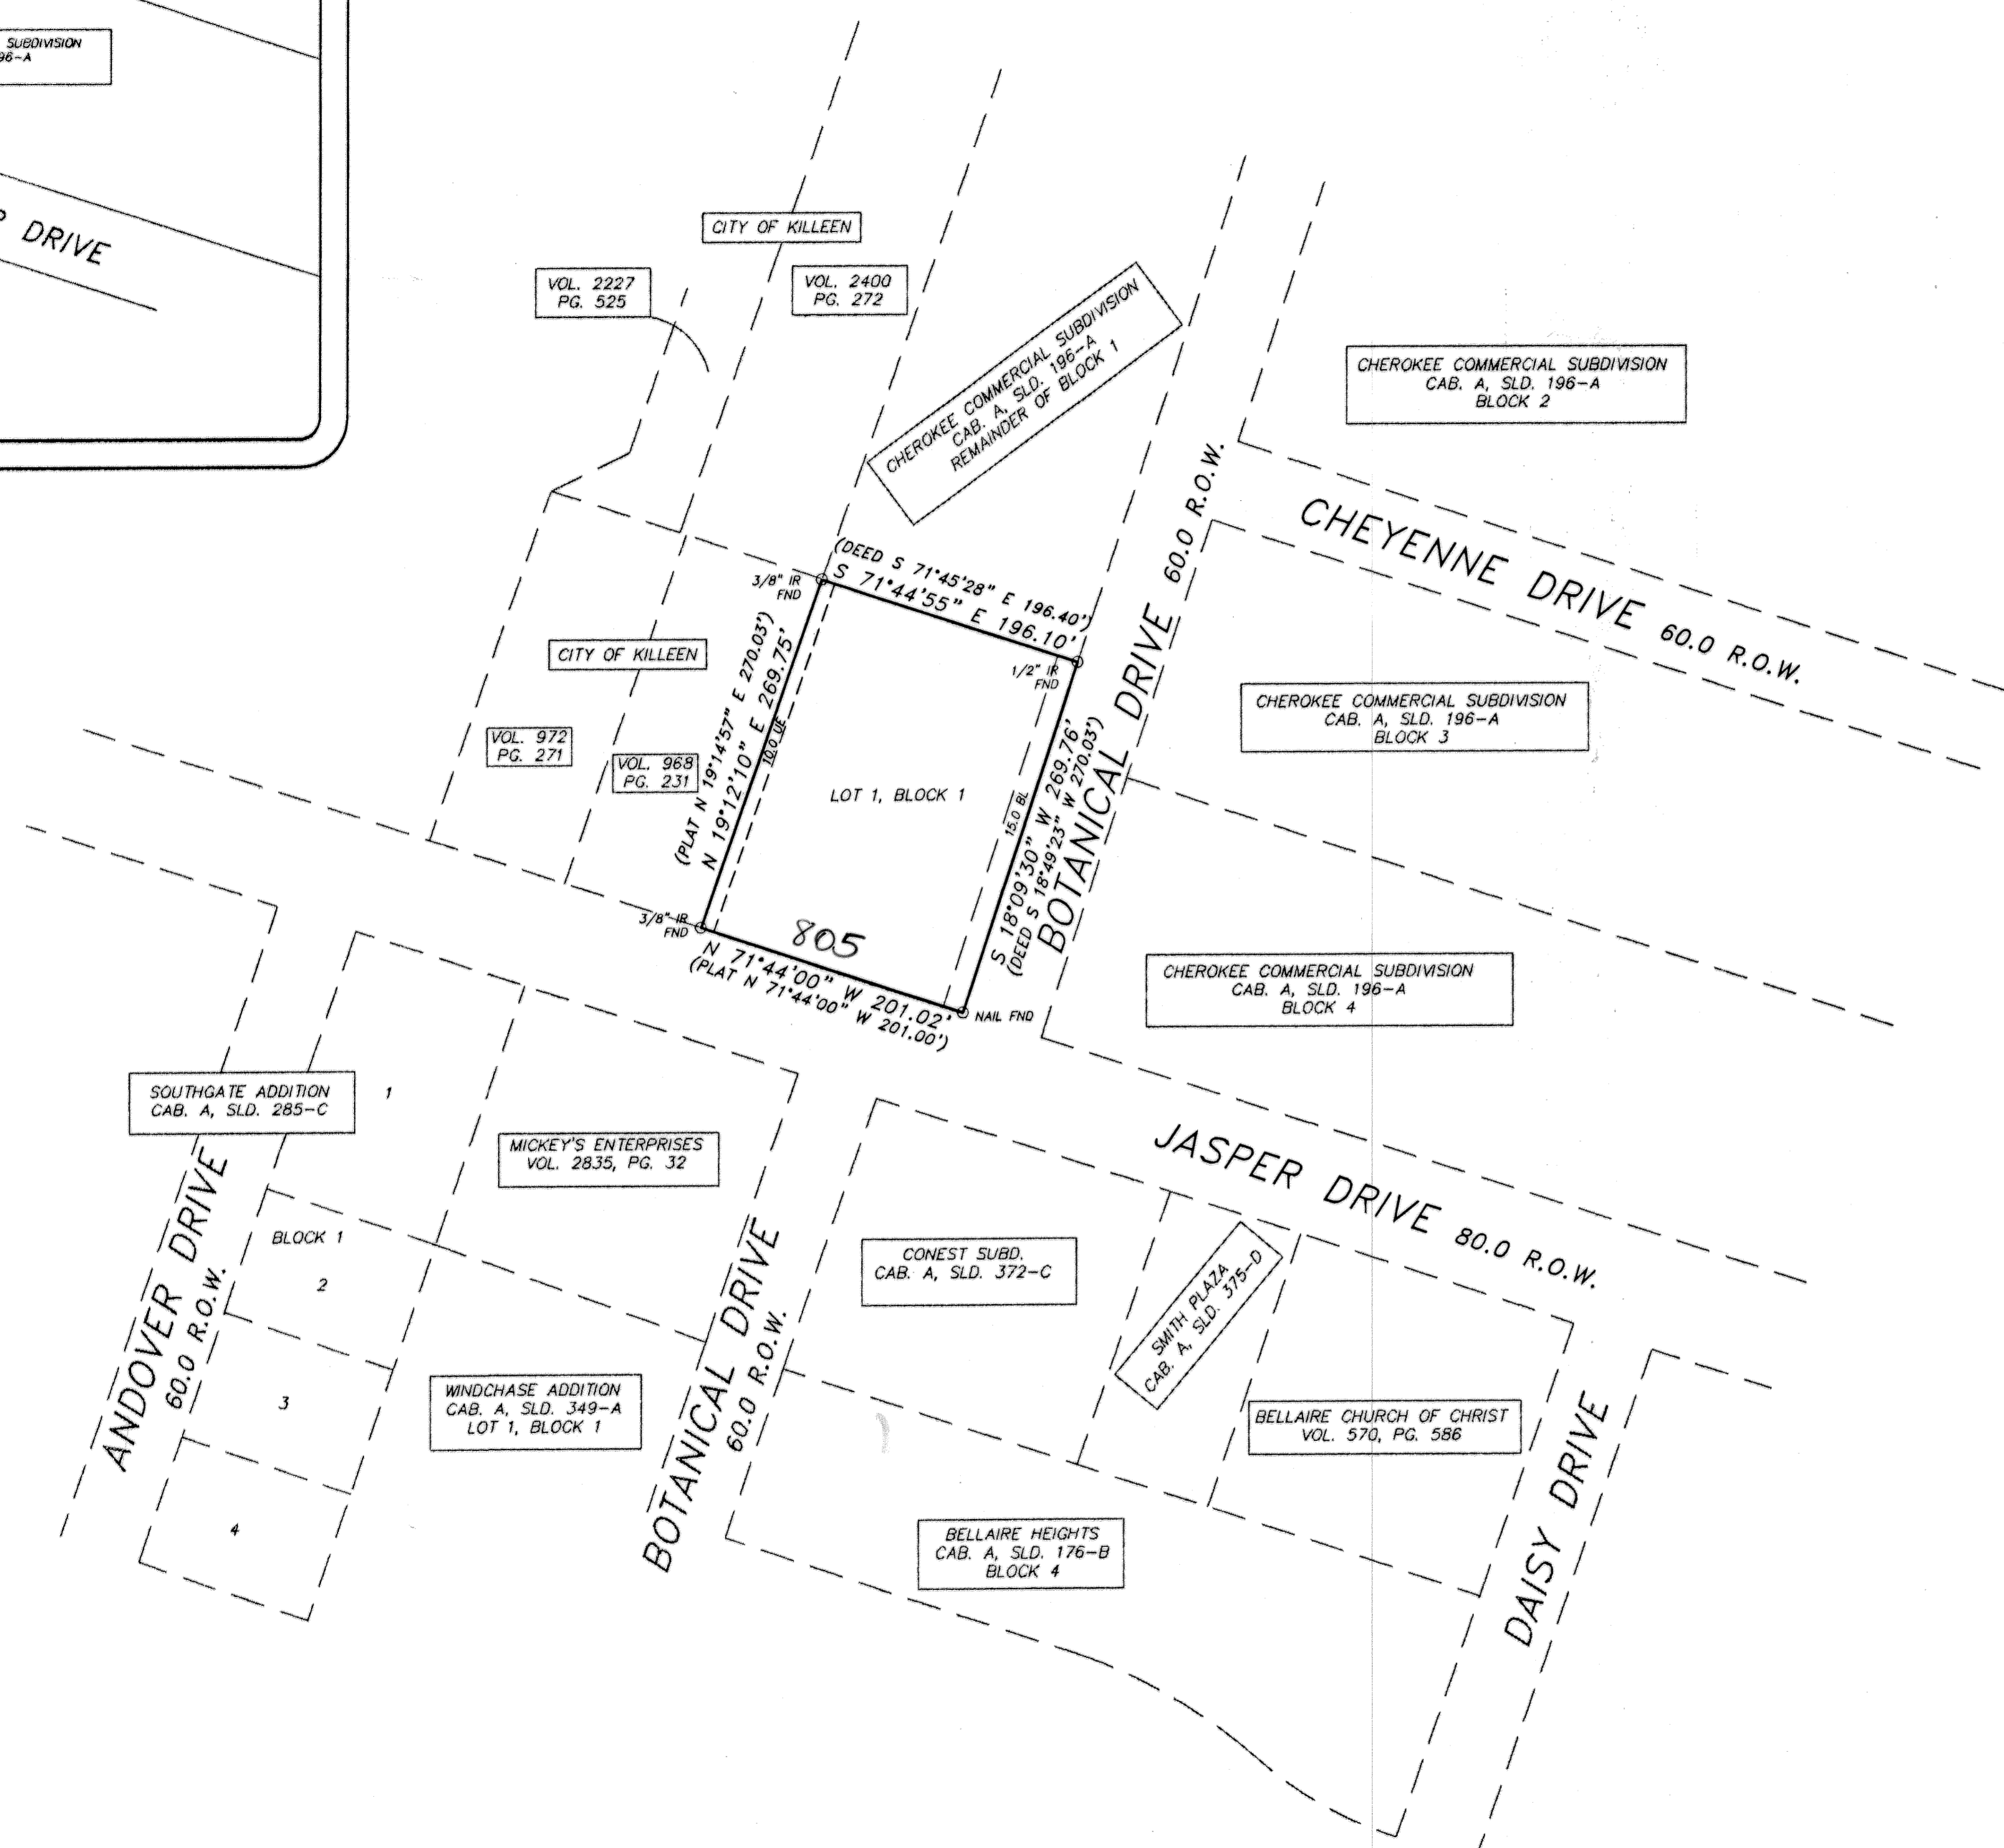 SUBDIVISION
96-A
DRIVE
CITY OF KILLEEN
VOL. 2227
PG. 525
VOL. 2400
PG. 272
CHEROKEE COMMERCIAL SUBDIVISION
CAB. A, SLD. 196-A
REMAINDER OF BLOCK 1
CHEROKEE COMMERCIAL SUBDIVISION
CAB. A, SLD. 196-A
BLOCK 2
CHEYENNE DRIVE 60.0 R.O.W.
BOTANICAL DRIVE 60.0 R.O.W.
(DEED S 71°45'28" E 196.40')
S 71°44'55" E 196.10'
3/8" IR
FND
1/2" IR
FND
(PLAT N 19°14'57" E 270.03')
N 19°12'10" E 269.75'
10.0 UE
CITY OF KILLEEN
VOL. 972
PG. 271
VOL. 968
PG. 231
LOT 1, BLOCK 1
15.0 BL
S 18°09'30" W 269.76'
(DEED S 18°49'23" W 270.03')
CHEROKEE COMMERCIAL SUBDIVISION
CAB. A, SLD. 196-A
BLOCK 3
3/8" IR
FND
805
N 71°44'00" W 201.02'
(PLAT N 71°44'00" W 201.00')
NAIL FND
CHEROKEE COMMERCIAL SUBDIVISION
CAB. A, SLD. 196-A
BLOCK 4
SOUTHGATE ADDITION
CAB. A, SLD. 285-C
1
MICKEY'S ENTERPRISES
VOL. 2835, PG. 32
JASPER DRIVE 80.0 R.O.W.
ANDOVER DRIVE
60.0 R.O.W.
BLOCK 1
2
3
4
WINDCHASE ADDITION
CAB. A, SLD. 349-A
LOT 1, BLOCK 1
BOTANICAL DRIVE
60.0 R.O.W.
CONEST SUBD.
CAB. A, SLD. 372-C
SMITH PLAZA
CAB. A, SLD. 375-D
BELLAIRE CHURCH OF CHRIST
VOL. 570, PG. 586
BELLAIRE HEIGHTS
CAB. A, SLD. 176-B
BLOCK 4
DAISY DRIVE